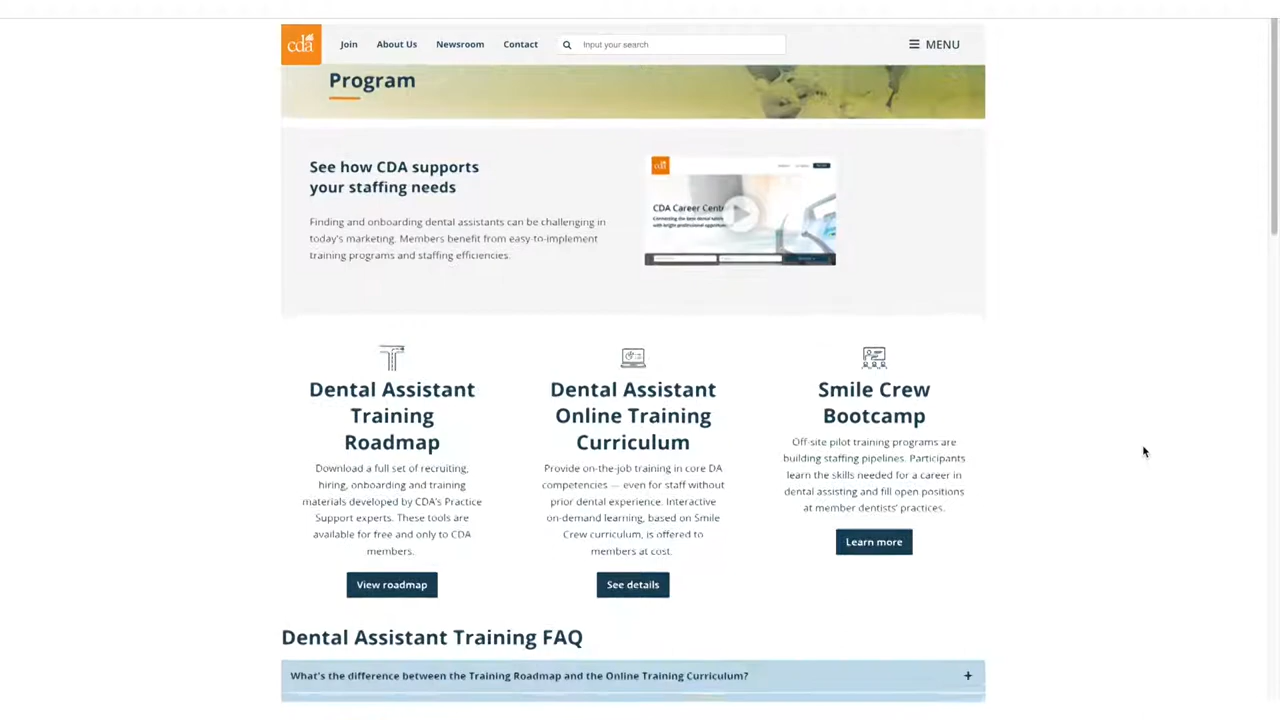 cda
Join About Us Newsroom Contact Input your search MENU
Program
See how CDA supports
your staffing needs
Finding and onboarding dental assistants can be challenging in
today's marketing. Members benefit from easy-to-implement
training programs and staffing efficiencies.
cda
CDA Career
Dental Assistant
Training
Roadmap
Download a full set of recruiting,
hiring, onboarding and training
materials developed by CDA's Practice
Support experts. These tools are
available for free and only to CDA
members.
View roadmap
Dental Assistant
Online Training
Curriculum
Provide on-the-job training in core DA
competencies — even for staff without
prior dental experience. Interactive
on-demand learning, based on Smile
Crew curriculum, is offered to
members at cost.
See details
Smile Crew
Bootcamp
Off-site pilot training programs are
building staffing pipelines. Participants
learn the skills needed for a career in
dental assisting and fill open positions
at member dentists' practices.
Learn more
Dental Assistant Training FAQ
What's the difference between the Training Roadmap and the Online Training Curriculum? +